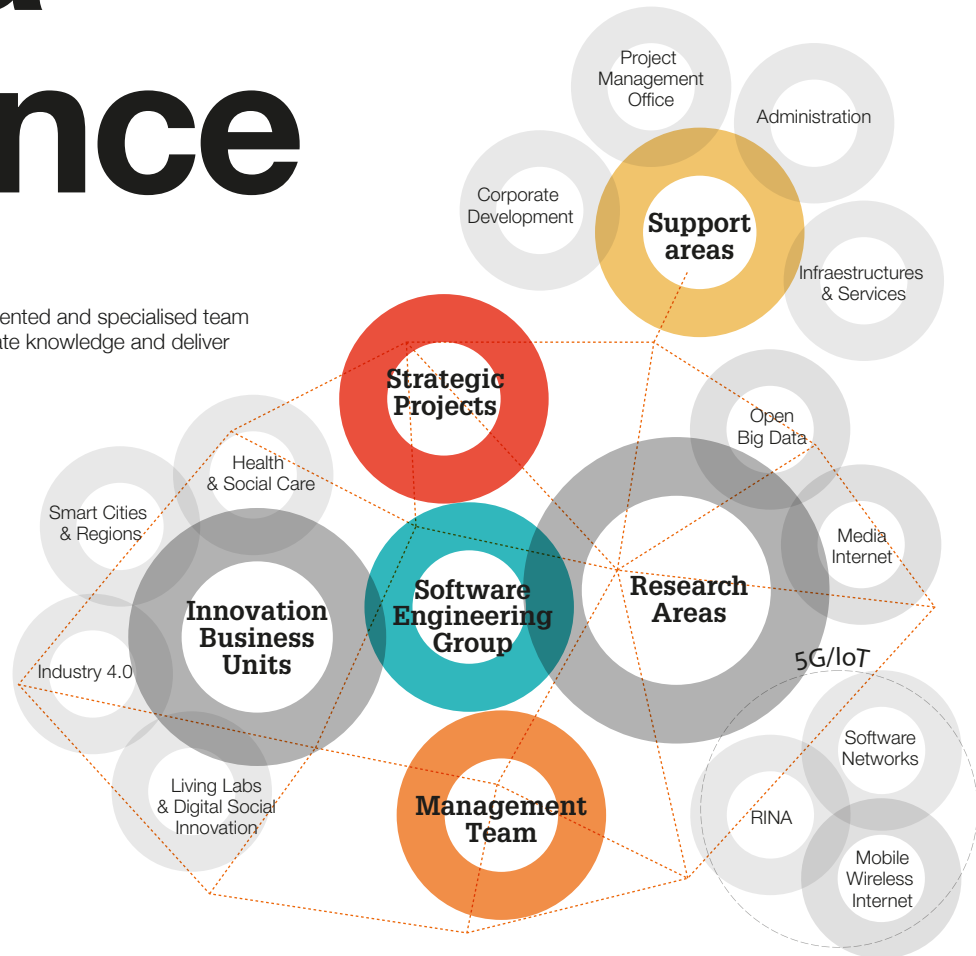 nce
ented and specialised team
ate knowledge and deliver
Project
Management
Office
Administration
Corporate
Development
Support
areas
Infraestructures
& Services
Strategic
Projects
Open
Big Data
Health
& Social Care
Smart Cities
& Regions
Media
Internet
Innovation
Business
Units
Software
Engineering
Group
Research
Areas
Industry 4.0
5G/IoT
Software
Networks
Living Labs
& Digital Social
Innovation
Management
Team
RINA
Mobile
Wireless
Internet